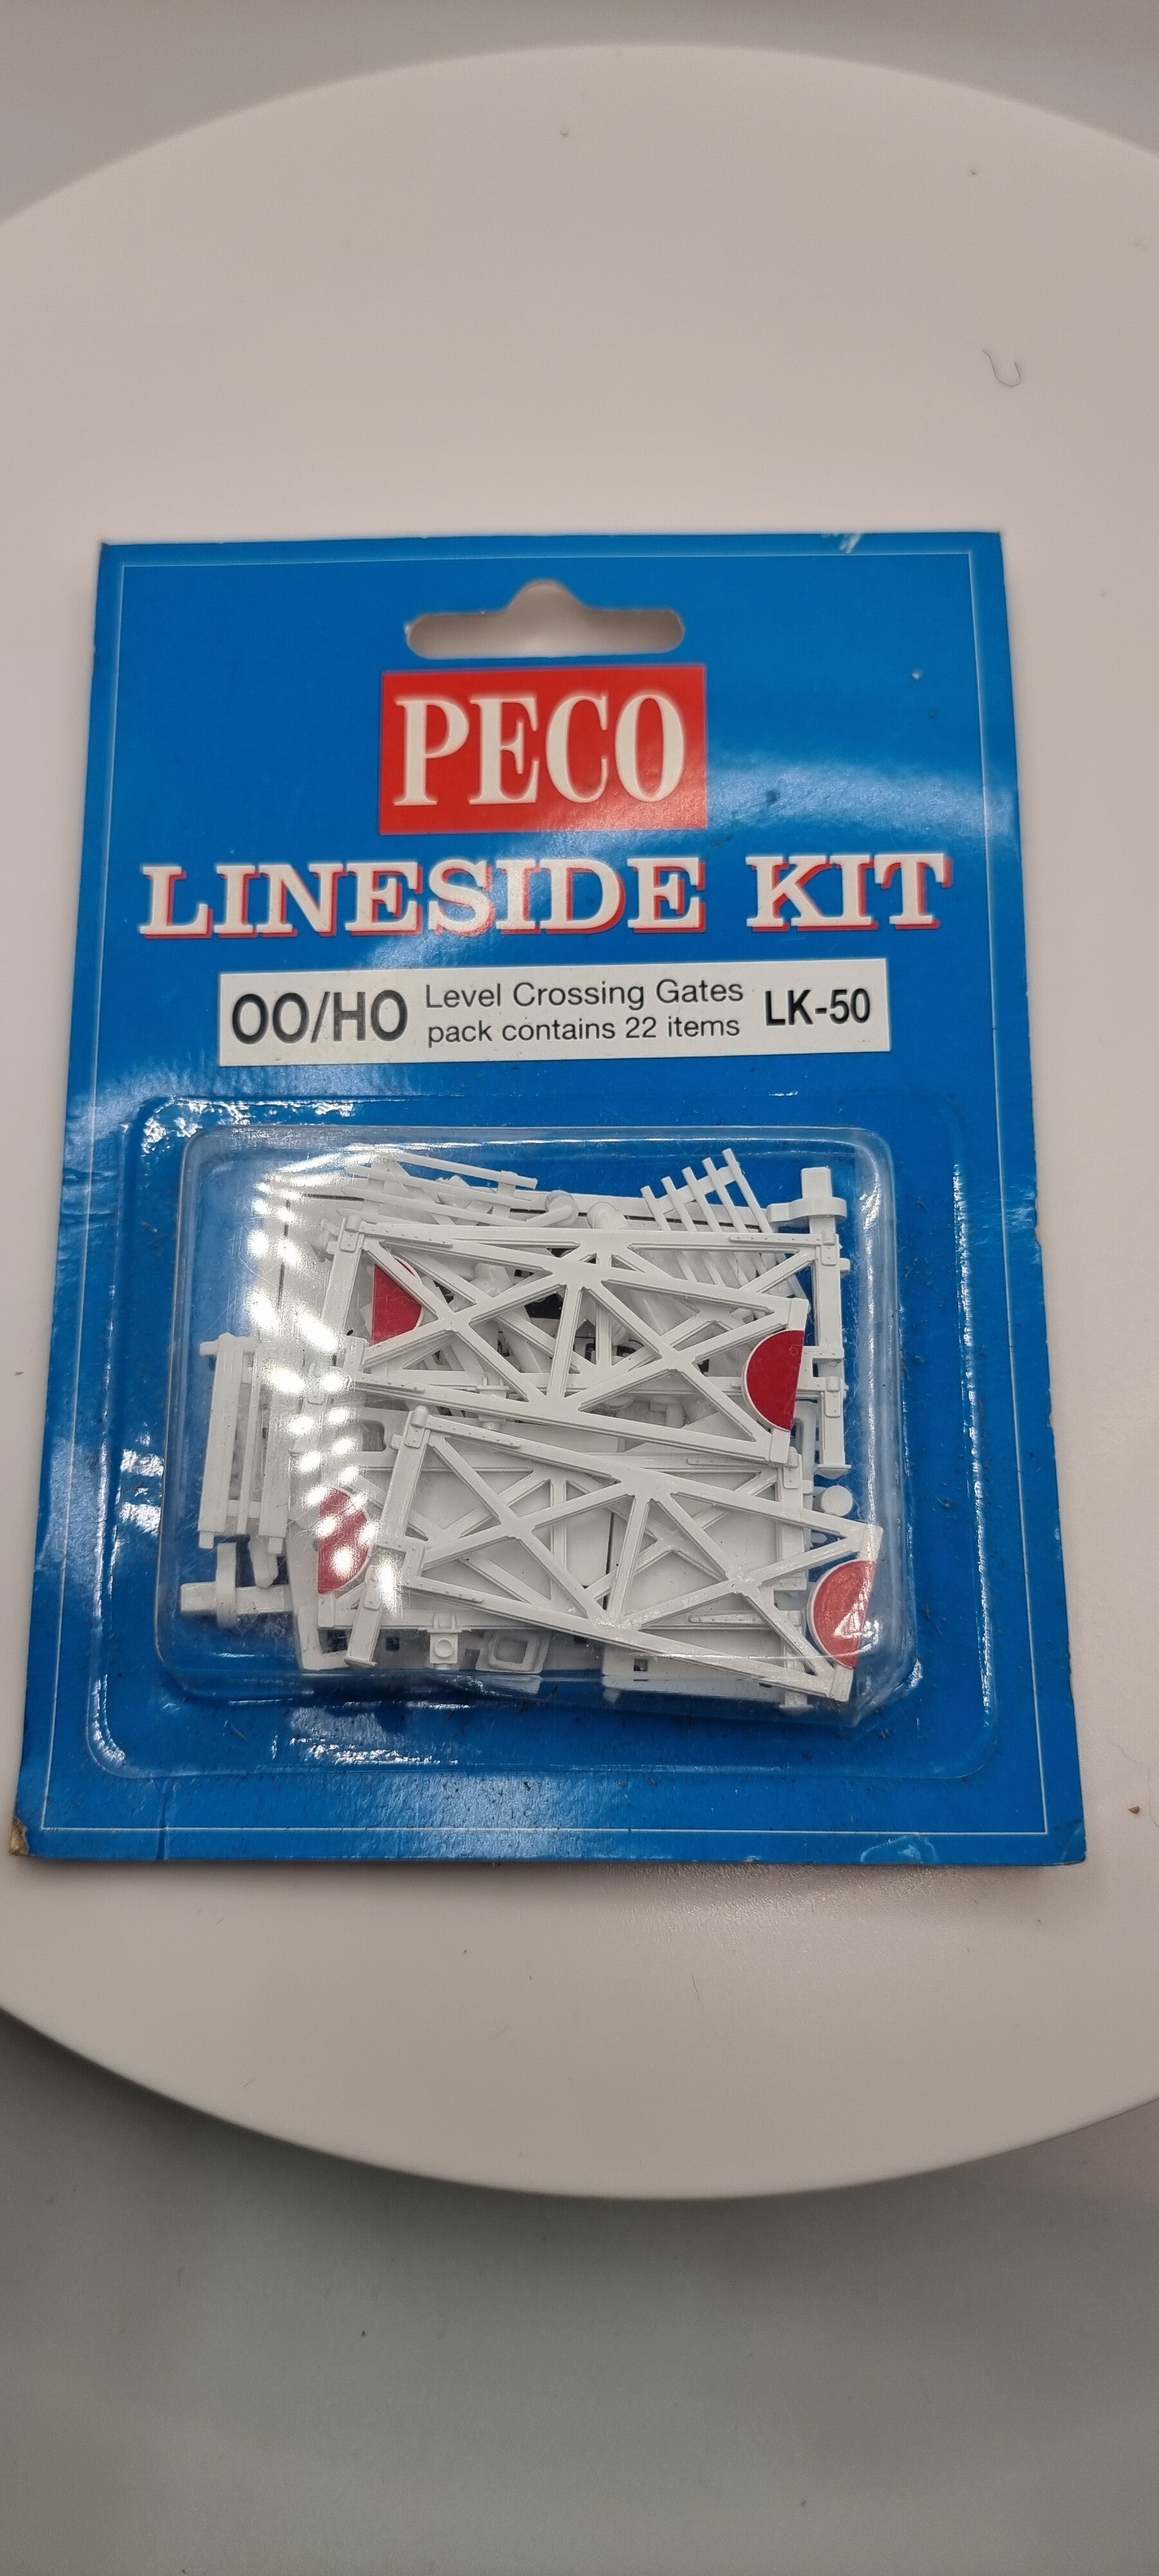 PECO
LINESIDE KIT
OO/HO
Level Crossing Gates
pack contains 22 items
LK-50